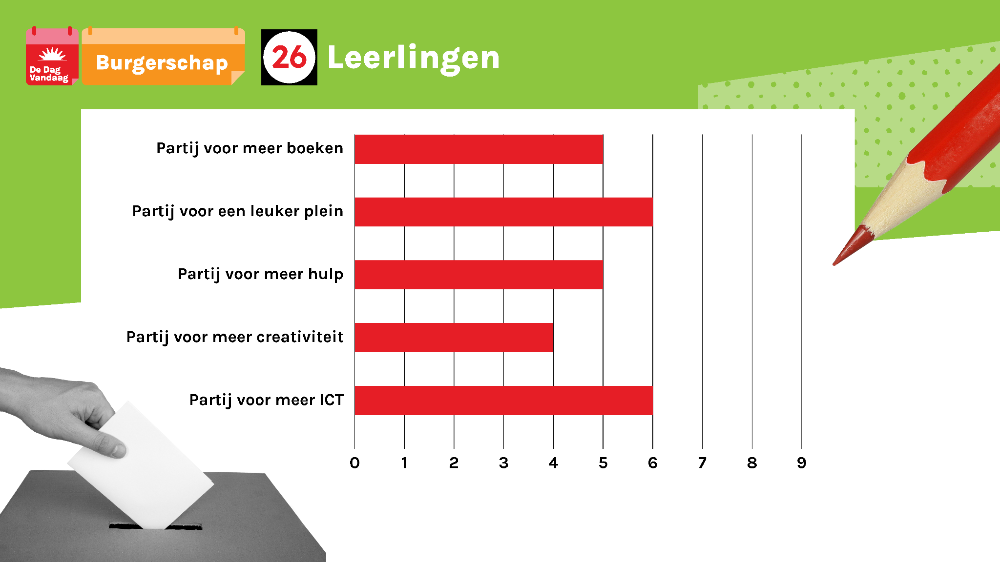 De Dag
Vandaag
Burgerschap
26
Leerlingen
Partij voor meer boeken
Partij voor een leuker plein
Partij voor meer hulp
Partij voor meer creativiteit
Partij voor meer ICT
0 1 2 3 4 5 6 7 8 9